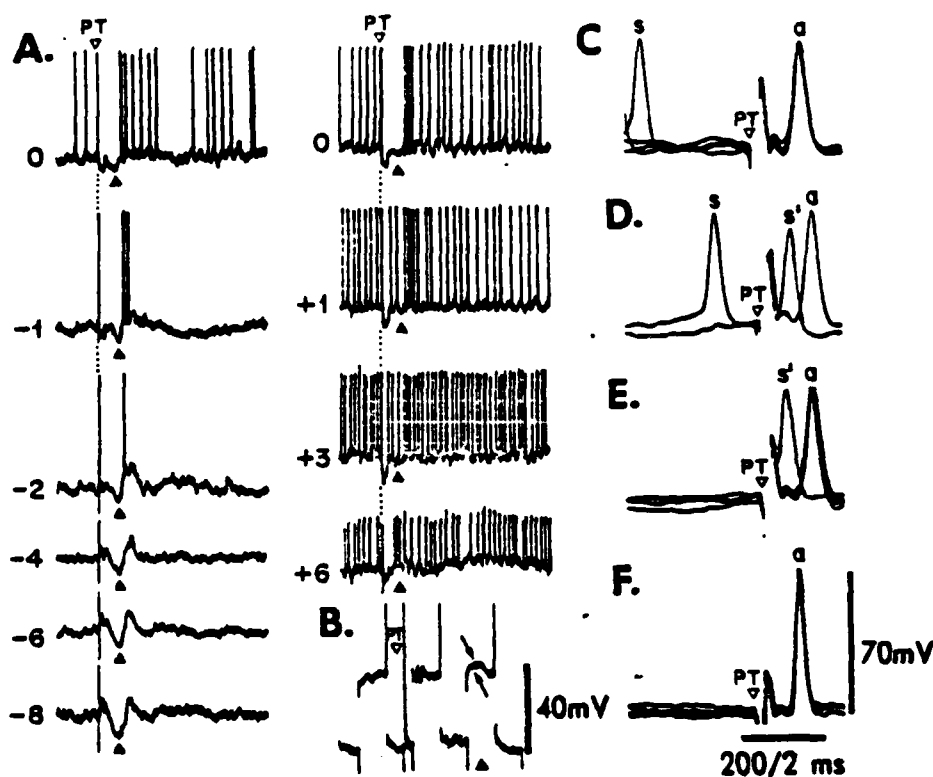 A.
PT
0
-1
-2
-4
-6
-8
PT
0
+1
+3
+6
B.
PT
40mV
C.
s
PT
a
D.
s
PT
s'
a
E.
PT
s'
a
F.
PT
a
70mV
200/2 ms